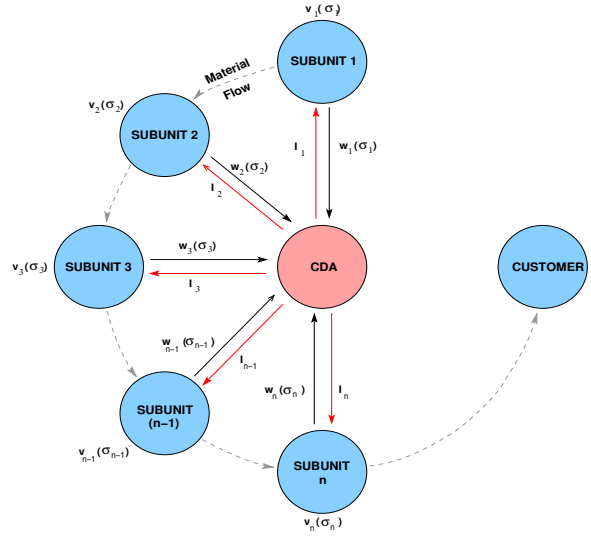 v₁(σ₁)
SUBUNIT 1
Material
Flow
v₂(σ₂)
SUBUNIT 2
w₂(σ₂)
I₂
I₁
w₁(σ₁)
v₃(σ₃)
SUBUNIT 3
w₃(σ₃)
I₃
CDA
CUSTOMER
wₙ₋₁(σₙ₋₁)
Iₙ₋₁
wₙ(σₙ)
Iₙ
SUBUNIT
(n−1)
vₙ₋₁(σₙ₋₁)
SUBUNIT
n
vₙ(σₙ)